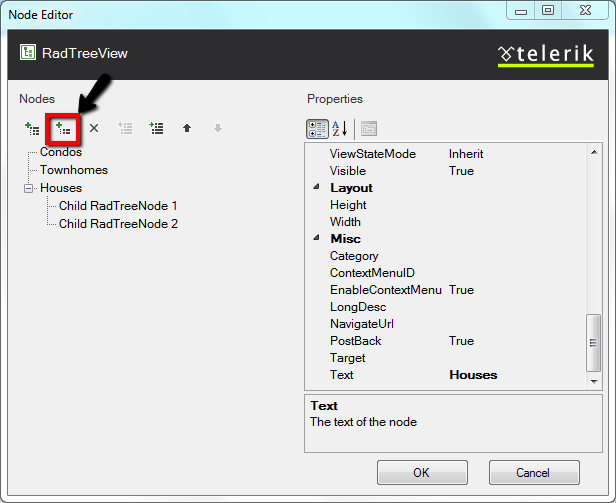 Node Editor
RadTreeView
telerik
Nodes
Condos
Townhomes
Houses
Child RadTreeNode 1
Child RadTreeNode 2
Properties
A
Z
ViewStateMode Inherit
Visible True
Layout
Height
Width
Misc
Category
ContextMenuID
EnableContextMenu True
LongDesc
NavigateUrl
PostBack True
Target
Text Houses
Text
The text of the node
OK
Cancel